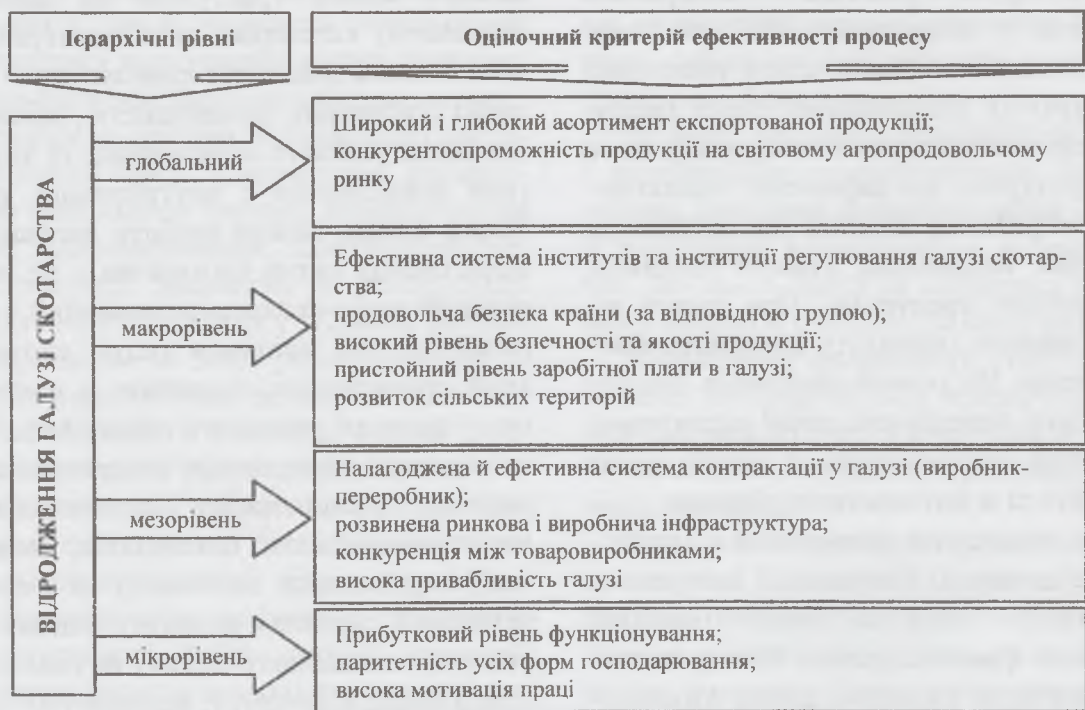 Ієрархічні рівні
Оціночний критерій ефективності процесу
ВІДРОДЖЕННЯ ГАЛУЗІ СКОТАРСТВА
глобальний
Широкий і глибокий асортимент експортованої продукції;
конкурентоспроможність продукції на світовому агропродовольчому
ринку
макрорівень
Ефективна система інститутів та інституції регулювання галузі скотар-
ства;
продовольча безпека країни (за відповідною групою);
високий рівень безпечності та якості продукції;
пристойний рівень заробітної плати в галузі;
розвиток сільських територій
мезорівень
Налагоджена й ефективна система контрактації у галузі (виробник-
переробник);
розвинена ринкова і виробнича інфраструктура;
конкуренція між товаровиробниками;
висока привабливість галузі
мікрорівень
Прибутковий рівень функціонування;
паритетність усіх форм господарювання;
висока мотивація праці